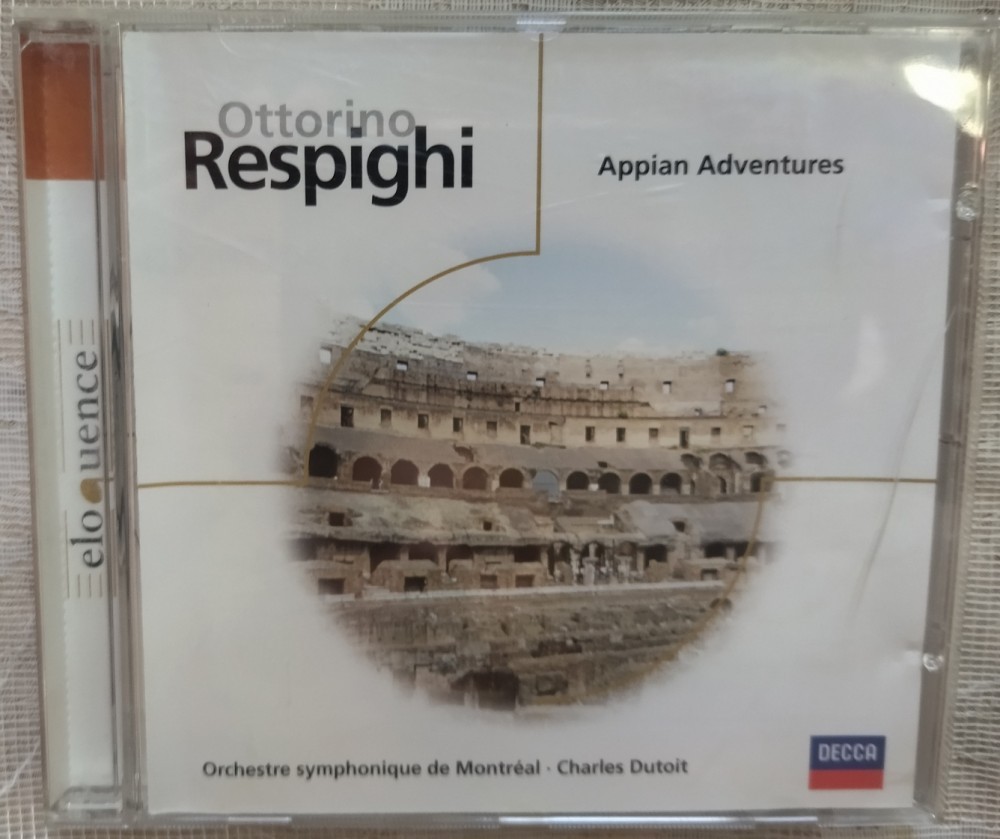 Ottorino
Respighi
Appian Adventures
eloquence
Orchestre symphonique de Montréal · Charles Dutoit
DECCA